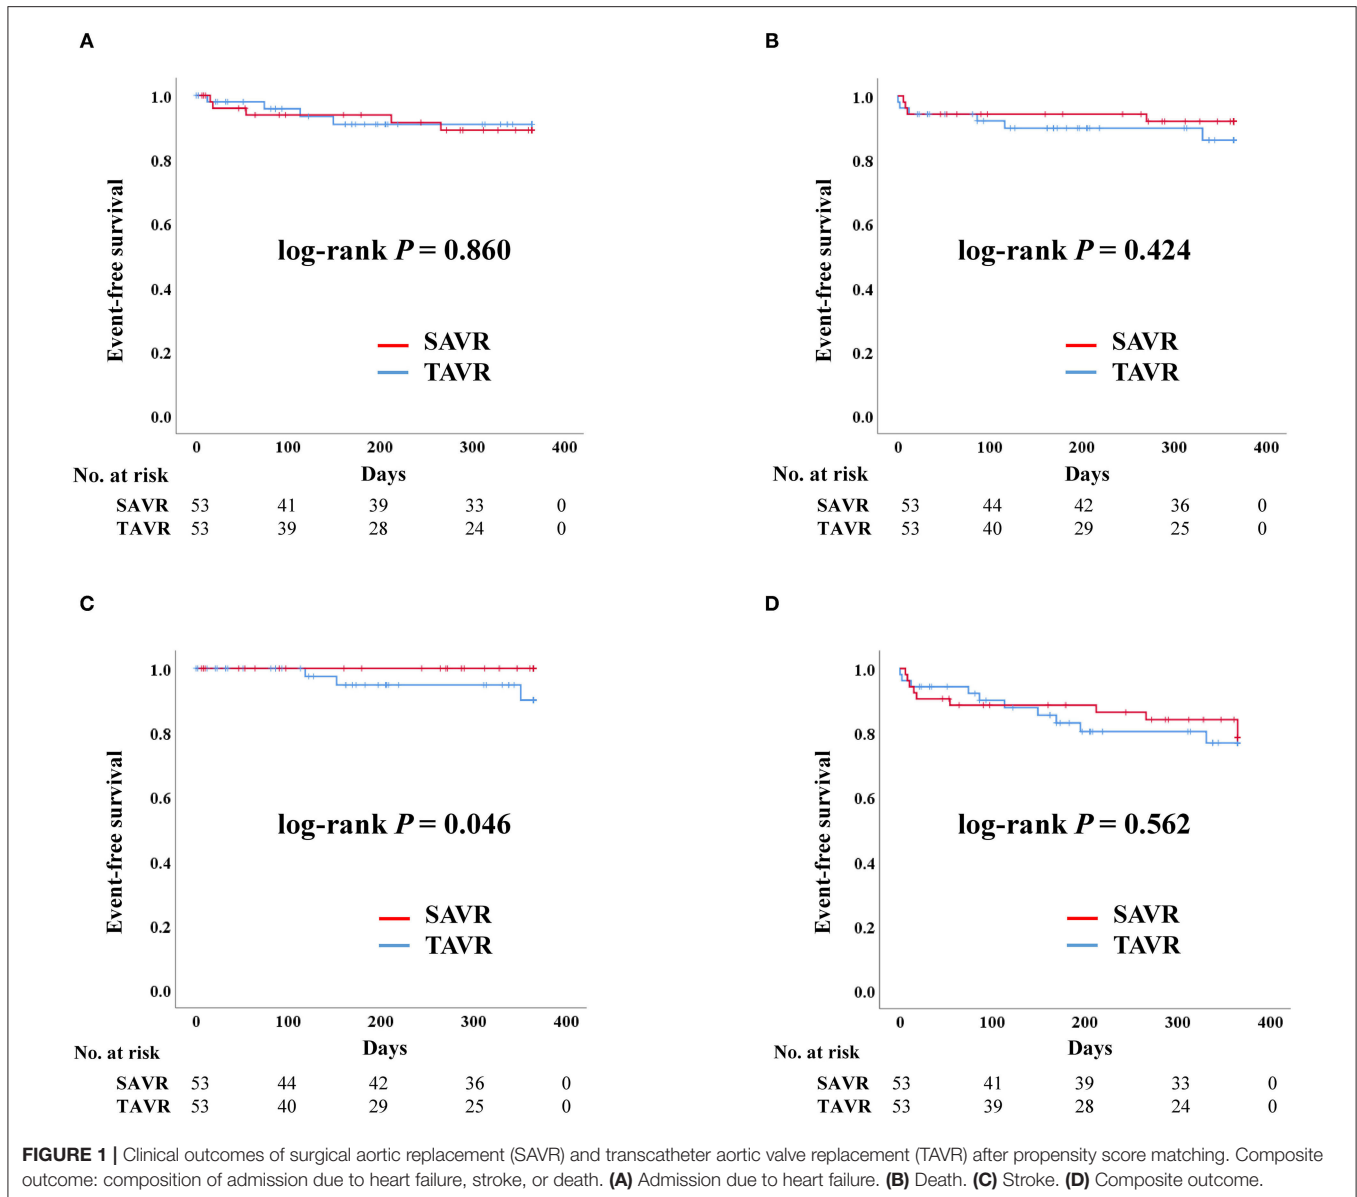 A
1.0
0.8
0.6
0.4
0.2
0.0
Event-free survival
log-rank P = 0.860
SAVR
TAVR
0 100 200 300 400
Days
No. at risk
SAVR 53 41 39 33 0
TAVR 53 39 28 24 0
B
1.0
0.8
0.6
0.4
0.2
0.0
Event-free survival
log-rank P = 0.424
SAVR
TAVR
0 100 200 300 400
Days
No. at risk
SAVR 53 44 42 36 0
TAVR 53 40 29 25 0
C
1.0
0.8
0.6
0.4
0.2
0.0
Event-free survival
log-rank P = 0.046
SAVR
TAVR
0 100 200 300 400
Days
No. at risk
SAVR 53 44 42 36 0
TAVR 53 40 29 25 0
D
1.0
0.8
0.6
0.4
0.2
0.0
Event-free survival
log-rank P = 0.562
SAVR
TAVR
0 100 200 300 400
Days
No. at risk
SAVR 53 41 39 33 0
TAVR 53 39 28 24 0
FIGURE 1 | Clinical outcomes of surgical aortic replacement (SAVR) and transcatheter aortic valve replacement (TAVR) after propensity score matching. Composite
outcome: composition of admission due to heart failure, stroke, or death. (A) Admission due to heart failure. (B) Death. (C) Stroke. (D) Composite outcome.